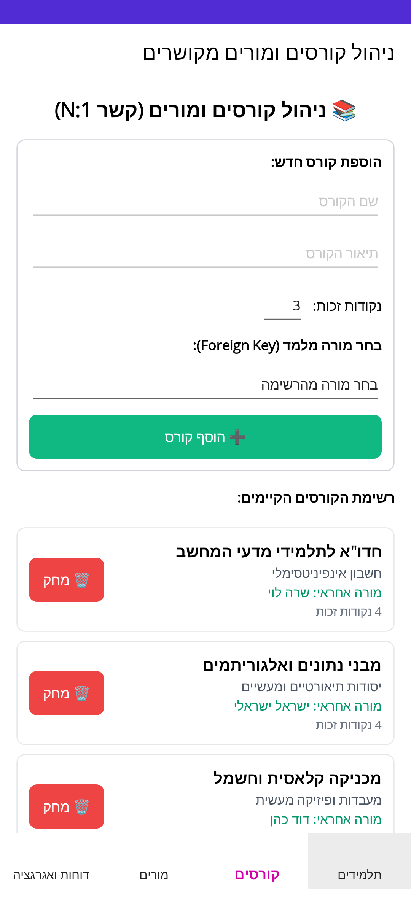 ניהול קורסים ומורים מקושרים
📚 ניהול קורסים ומורים (קשר N:1)
הוספת קורס חדש:
שם הקורס
תיאור הקורס
נקודות זכות: 3
בחר מורה מלמד (Foreign Key):
בחר מורה מהרשימה
➕ הוסף קורס
רשימת הקורסים הקיימים:
חדו"א לתלמידי מדעי המחשב
חשבון אינפיניטסימלי
מורה אחראי: שרה לוי
4 נקודות זכות
🗑️ מחק
מבני נתונים ואלגוריתמים
יסודות תיאורטיים ומעשיים
מורה אחראי: ישראל ישראלי
4 נקודות זכות
🗑️ מחק
מכניקה קלאסית וחשמל
מעבדות ופיזיקה מעשית
מורה אחראי: דוד כהן
🗑️ מחק
תלמידים
קורסים
מורים
דוחות ואגרגציה